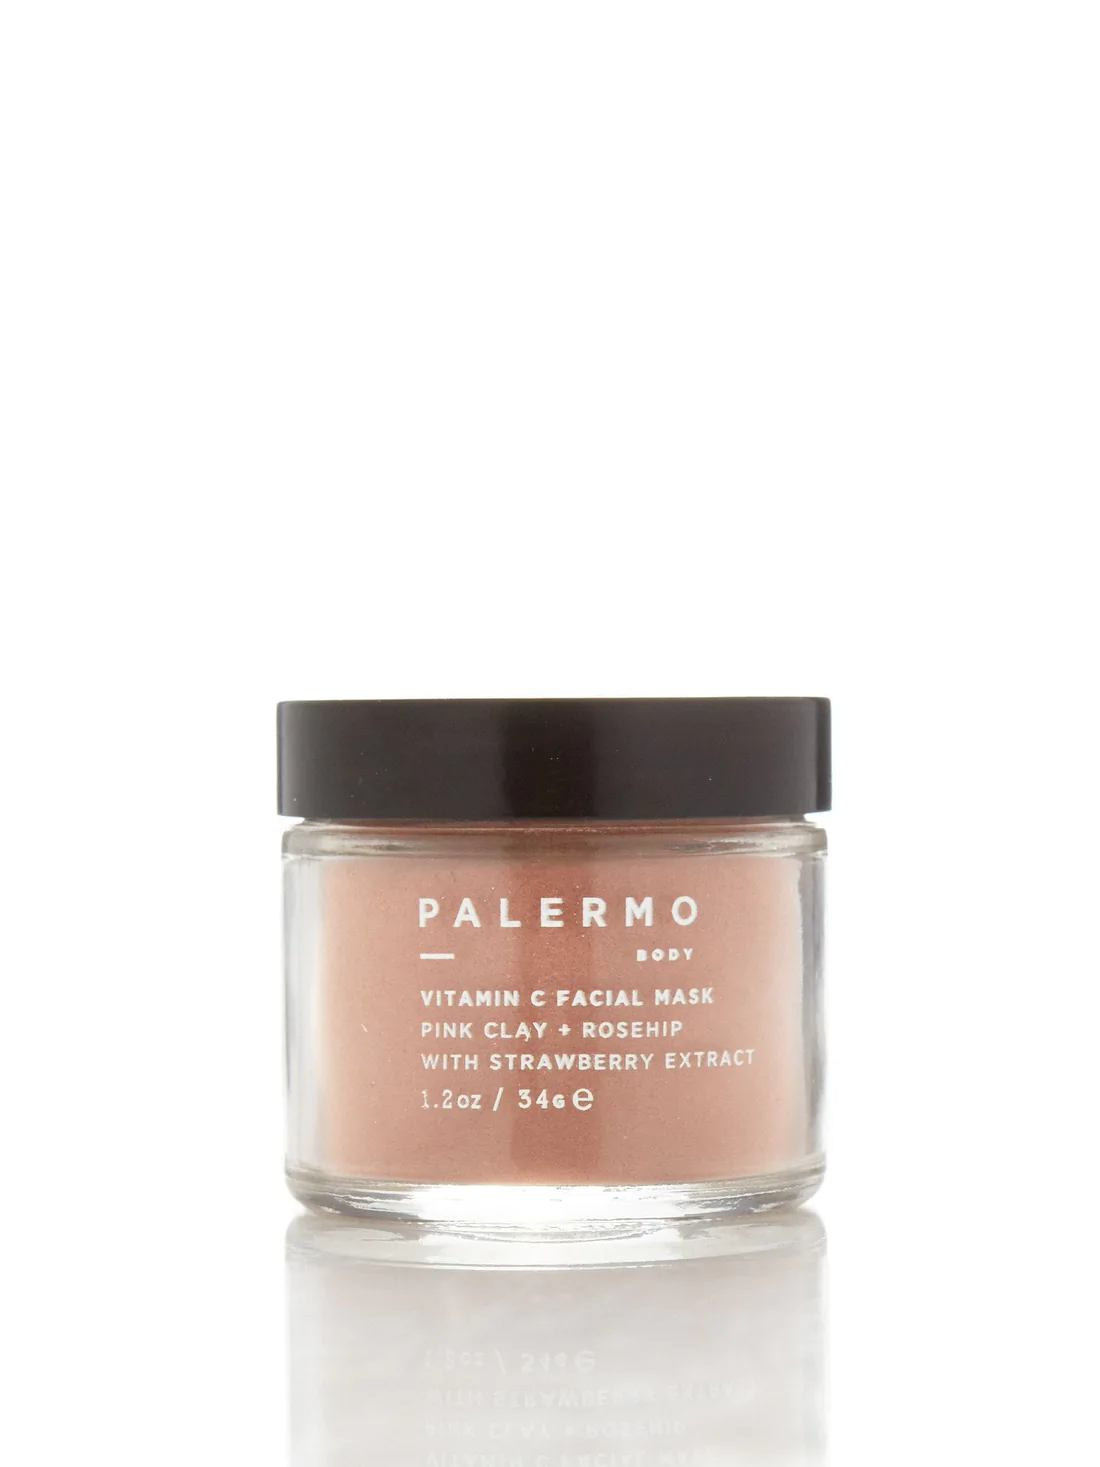 PALERMO
BODY
VITAMIN C FACIAL MASK
PINK CLAY + ROSEHIP
WITH STRAWBERRY EXTRACT
1.2oz / 34G e